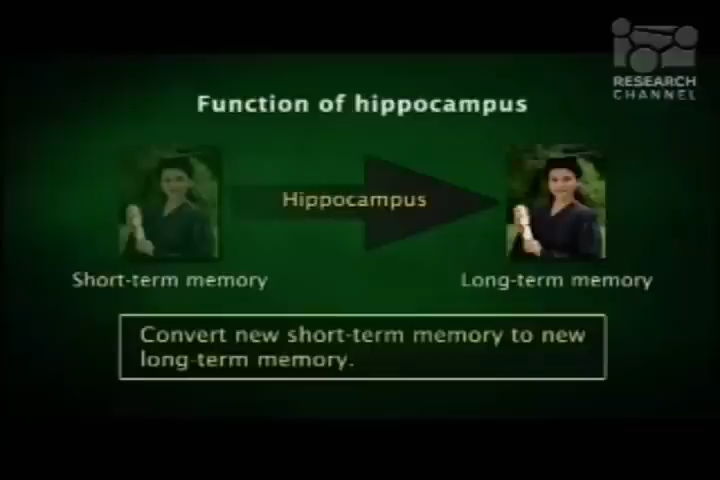 RESEARCH
CHANNEL
Function of hippocampus
Hippocampus
Short-term memory
Long-term memory
Convert new short-term memory to new
long-term memory.